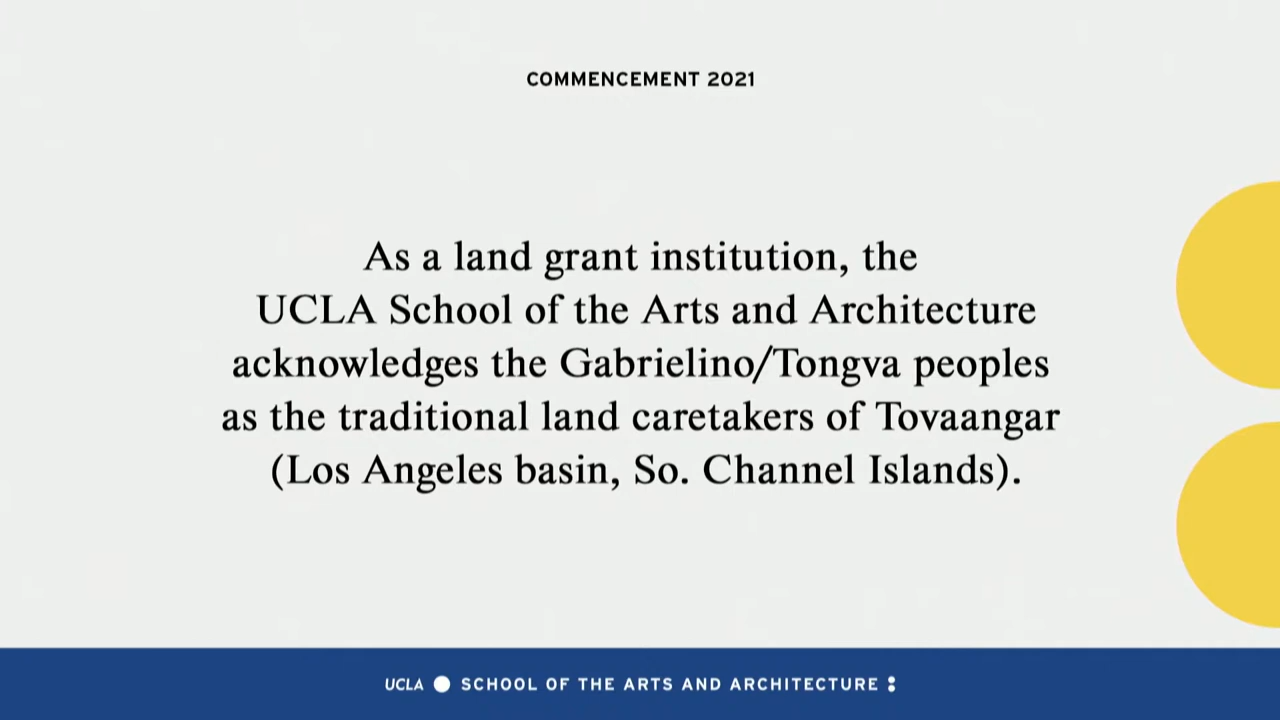 COMMENCEMENT 2021
As a land grant institution, the
UCLA School of the Arts and Architecture
acknowledges the Gabrielino/Tongva peoples
as the traditional land caretakers of Tovaangar
(Los Angeles basin, So. Channel Islands).
UCLA SCHOOL OF THE ARTS AND ARCHITECTURE